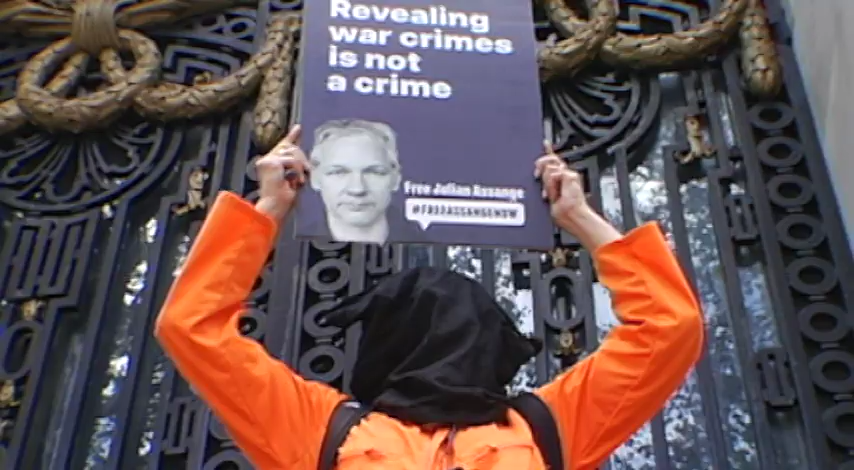 Revealing
war crimes
is not
a crime
Free Julian Assange
#FREEASSANGENOW